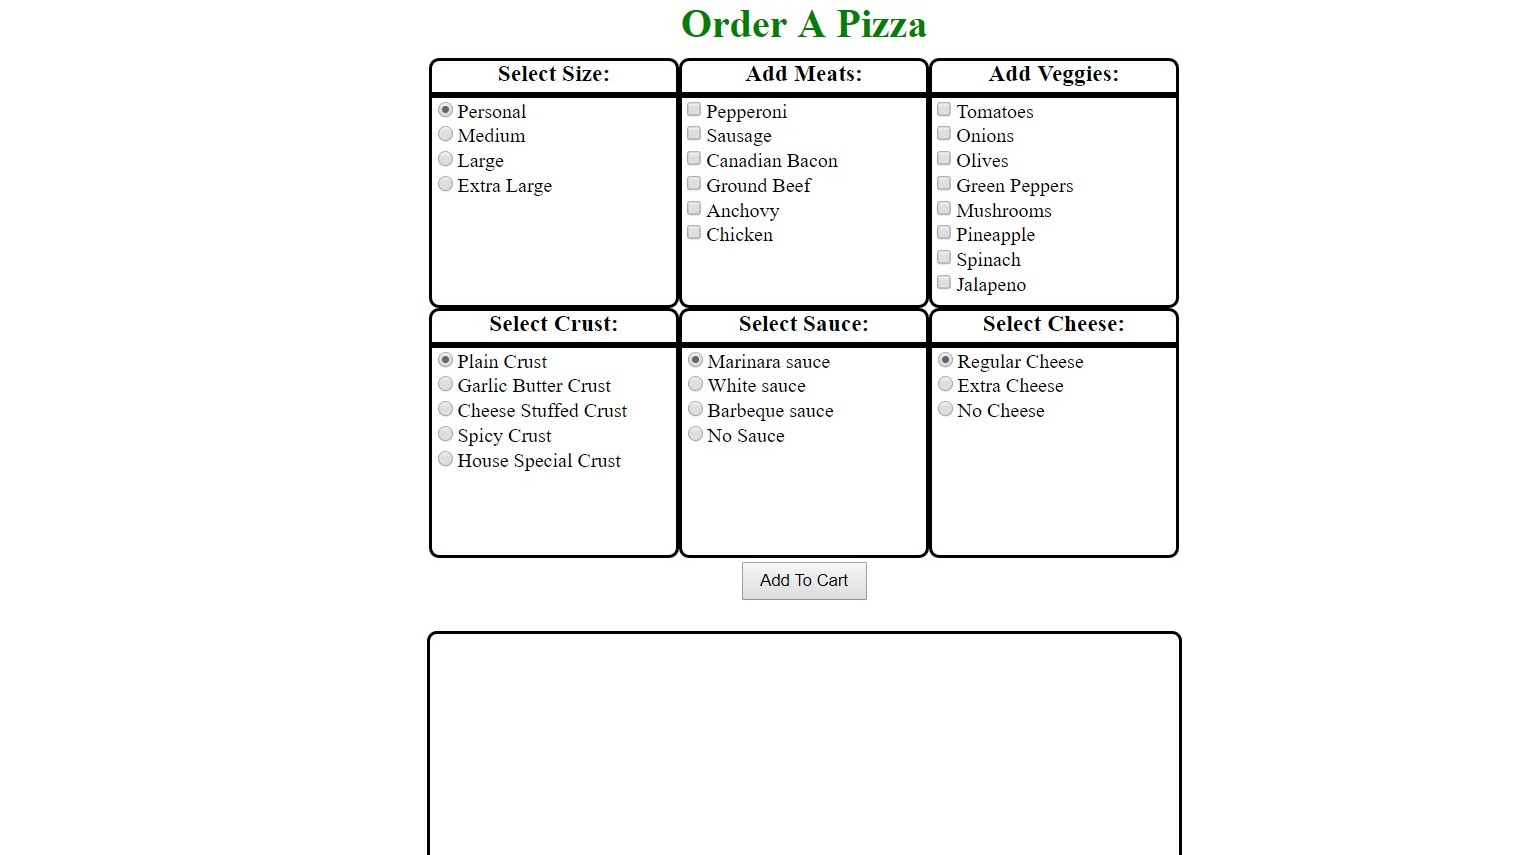 Order A Pizza
Select Size:
Personal
Medium
Large
Extra Large
Add Meats:
Pepperoni
Sausage
Canadian Bacon
Ground Beef
Anchovy
Chicken
Add Veggies:
Tomatoes
Onions
Olives
Green Peppers
Mushrooms
Pineapple
Spinach
Jalapeno
Select Crust:
Plain Crust
Garlic Butter Crust
Cheese Stuffed Crust
Spicy Crust
House Special Crust
Select Sauce:
Marinara sauce
White sauce
Barbeque sauce
No Sauce
Select Cheese:
Regular Cheese
Extra Cheese
No Cheese
Add To Cart